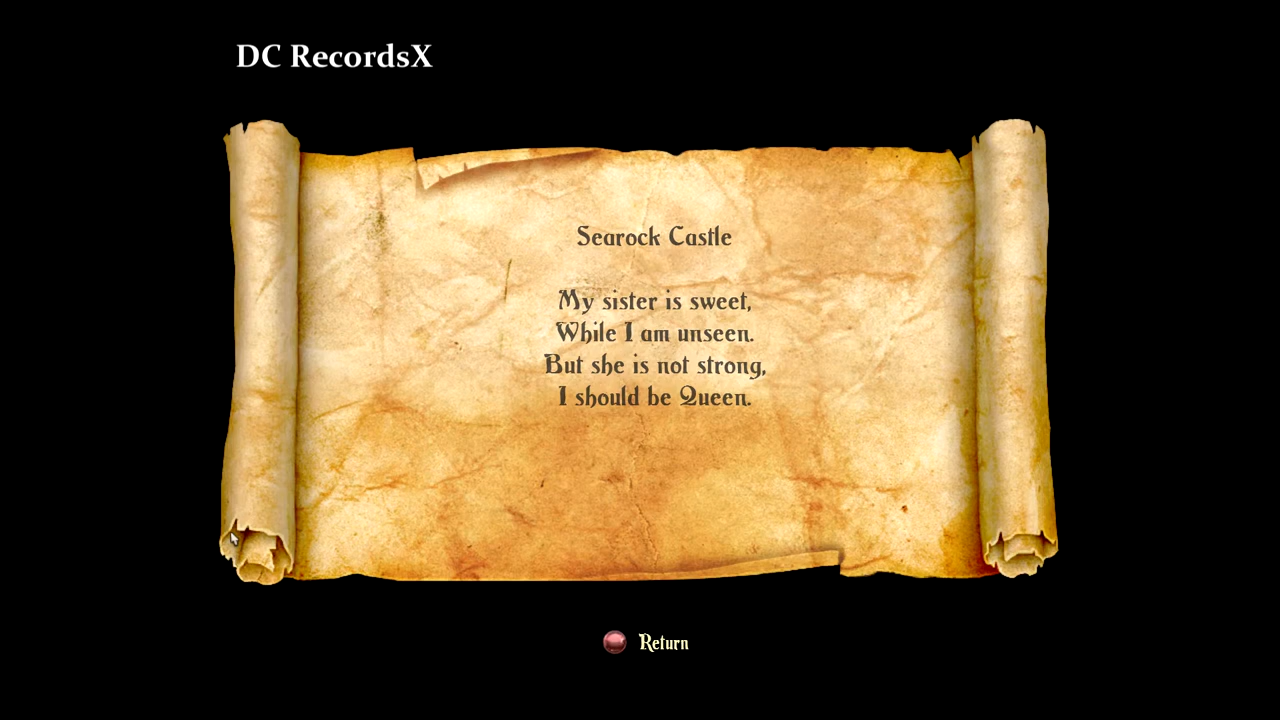 DC RecordsX
Searock Castle
My sister is sweet,
While I am unseen.
But she is not strong,
I should be Queen.
Return